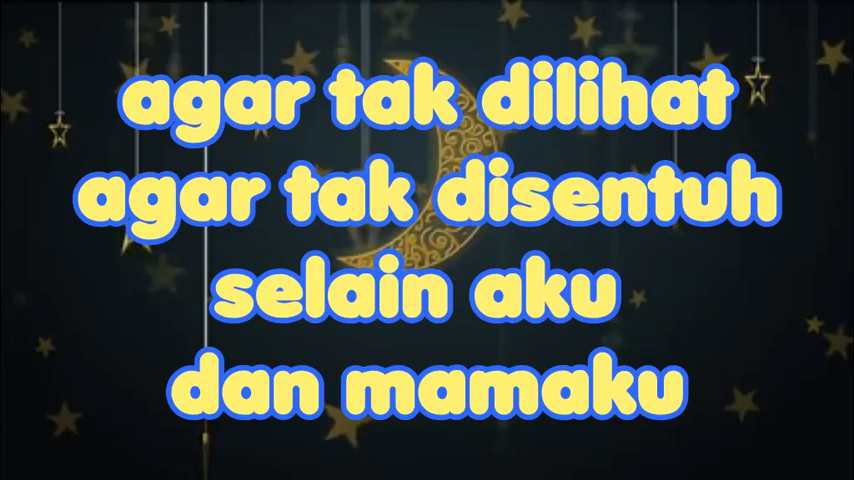 agar tak dilihat
agar tak disentuh
selain aku
dan mamaku